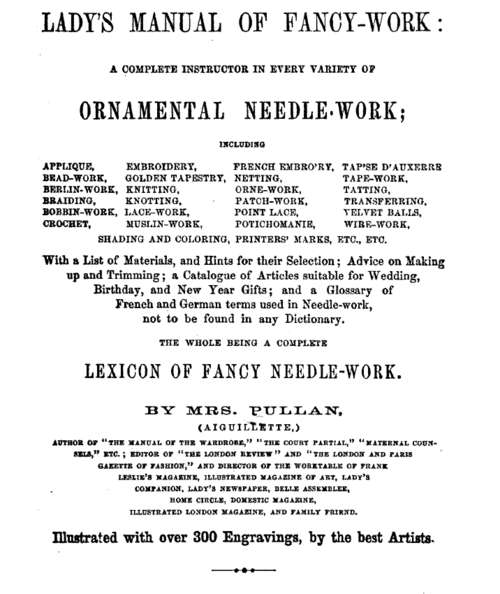 LADY'S MANUAL OF FANCY-WORK:
A COMPLETE INSTRUCTOR IN EVERY VARIETY OF
ORNAMENTAL NEEDLE-WORK;
INCLUDING
APPLIQUE, EMBROIDERY, FRENCH EMBRO'RY, TAP'SE D'AUXERRE
BEAD-WORK, GOLDEN TAPESTRY, NETTING, TAPE-WORK,
BERLIN-WORK, KNITTING, ORNE-WORK, TATTING,
BRAIDING, KNOTTING, PATCH-WORK, TRANSFERRING,
BOBBIN-WORK, LACE-WORK, POINT LACE, VELVET BALLS,
CROCHET, MUSLIN-WORK, POTICHOMANIE, WIRE-WORK,
SHADING AND COLORING, PRINTERS' MARKS, ETC., ETC.
With a List of Materials, and Hints for their Selection; Advice on Making
up and Trimming; a Catalogue of Articles suitable for Wedding,
Birthday, and New Year Gifts; and a Glossary of
French and German terms used in Needle-work,
not to be found in any Dictionary.
THE WHOLE BEING A COMPLETE
LEXICON OF FANCY NEEDLE-WORK.
BY MRS. PULLAN,
(AIGUILLETTE,)
AUTHOR OF "THE MANUAL OF THE WARDROBE," "THE COURT PARTIAL," "MATERNAL COUN-
SELS," ETC.; EDITOR OF "THE LONDON REVIEW" AND "THE LONDON AND PARIS
GAZETTE OF FASHION," AND DIRECTOR OF THE WORKTABLE OF FRANK
LESLIE'S MAGAZINE, ILLUSTRATED MAGAZINE OF ART, LADY'S
COMPANION, LADY'S NEWSPAPER, BELLE ASSEMBLEE,
HOME CIRCLE, DOMESTIC MAGAZINE,
ILLUSTRATED LONDON MAGAZINE, AND FAMILY FRIEND.
Illustrated with over 300 Engravings, by the best Artists.